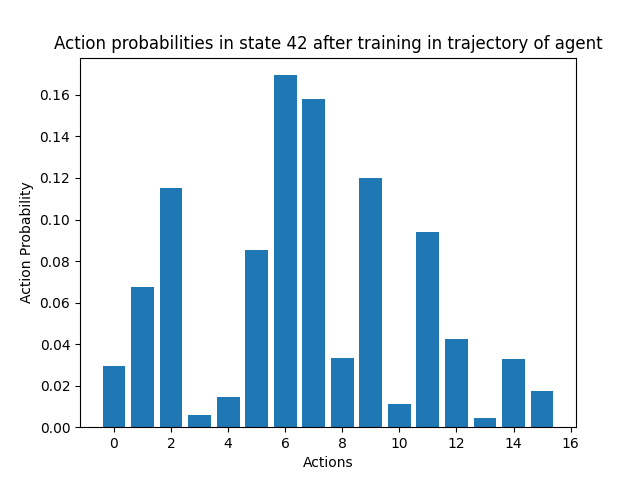 Action probabilities in state 42 after training in trajectory of agent
0.16
0.14
0.12
0.10
0.08
0.06
0.04
0.02
0.00
Action Probability
0 2 4 6 8 10 12 14 16
Actions